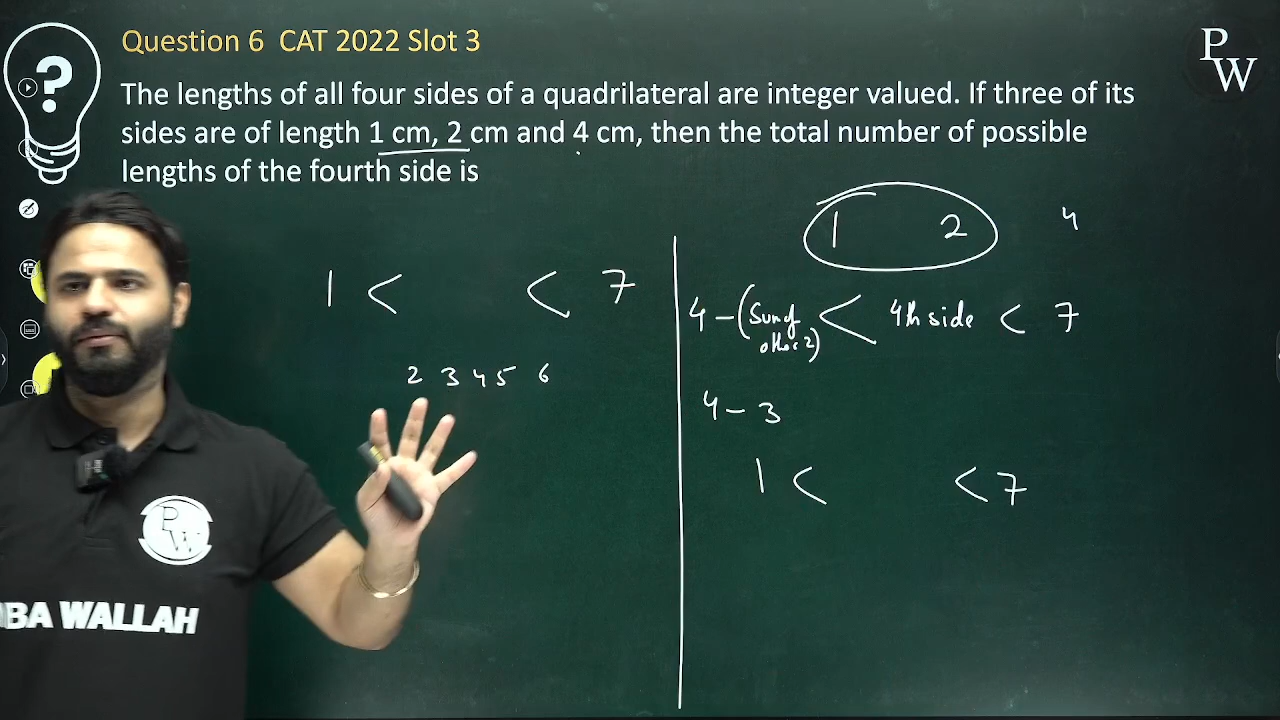 Question 6 CAT 2022 Slot 3
P
W
The lengths of all four sides of a quadrilateral are integer valued. If three of its
sides are of length 1 cm, 2 cm and 4 cm, then the total number of possible
lengths of the fourth side is
1 2 4
1 < < 7
4 - (Sum of < 4th side < 7
other 2)
2 3 4 5 6
4 - 3
1 < < 7
PW
MBA WALLAH
?